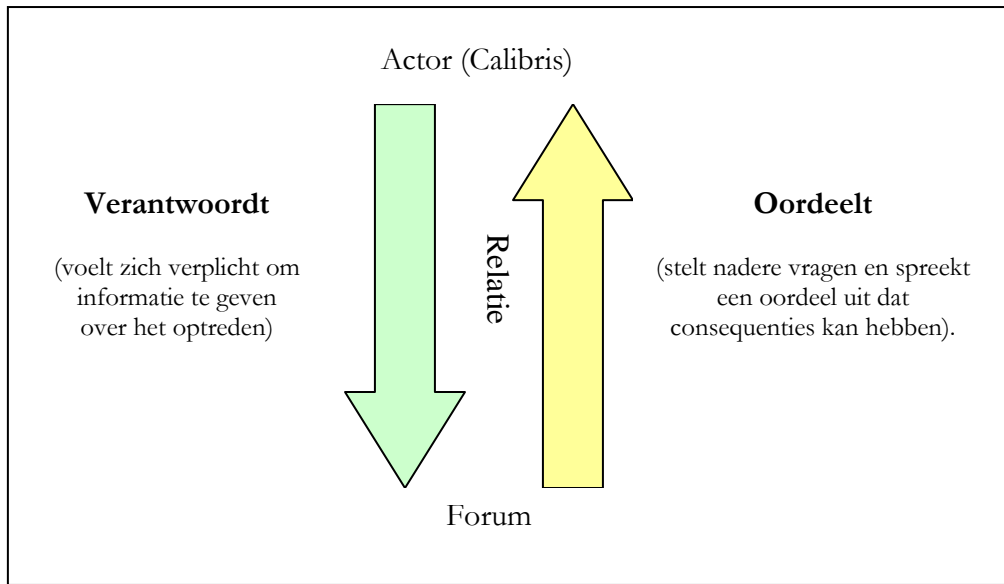 Actor (Calibris)
Verantwoordt
(voelt zich verplicht om
informatie te geven
over het optreden)
Relatie
Oordeelt
(stelt nadere vragen en spreekt
een oordeel uit dat
consequenties kan hebben).
Forum